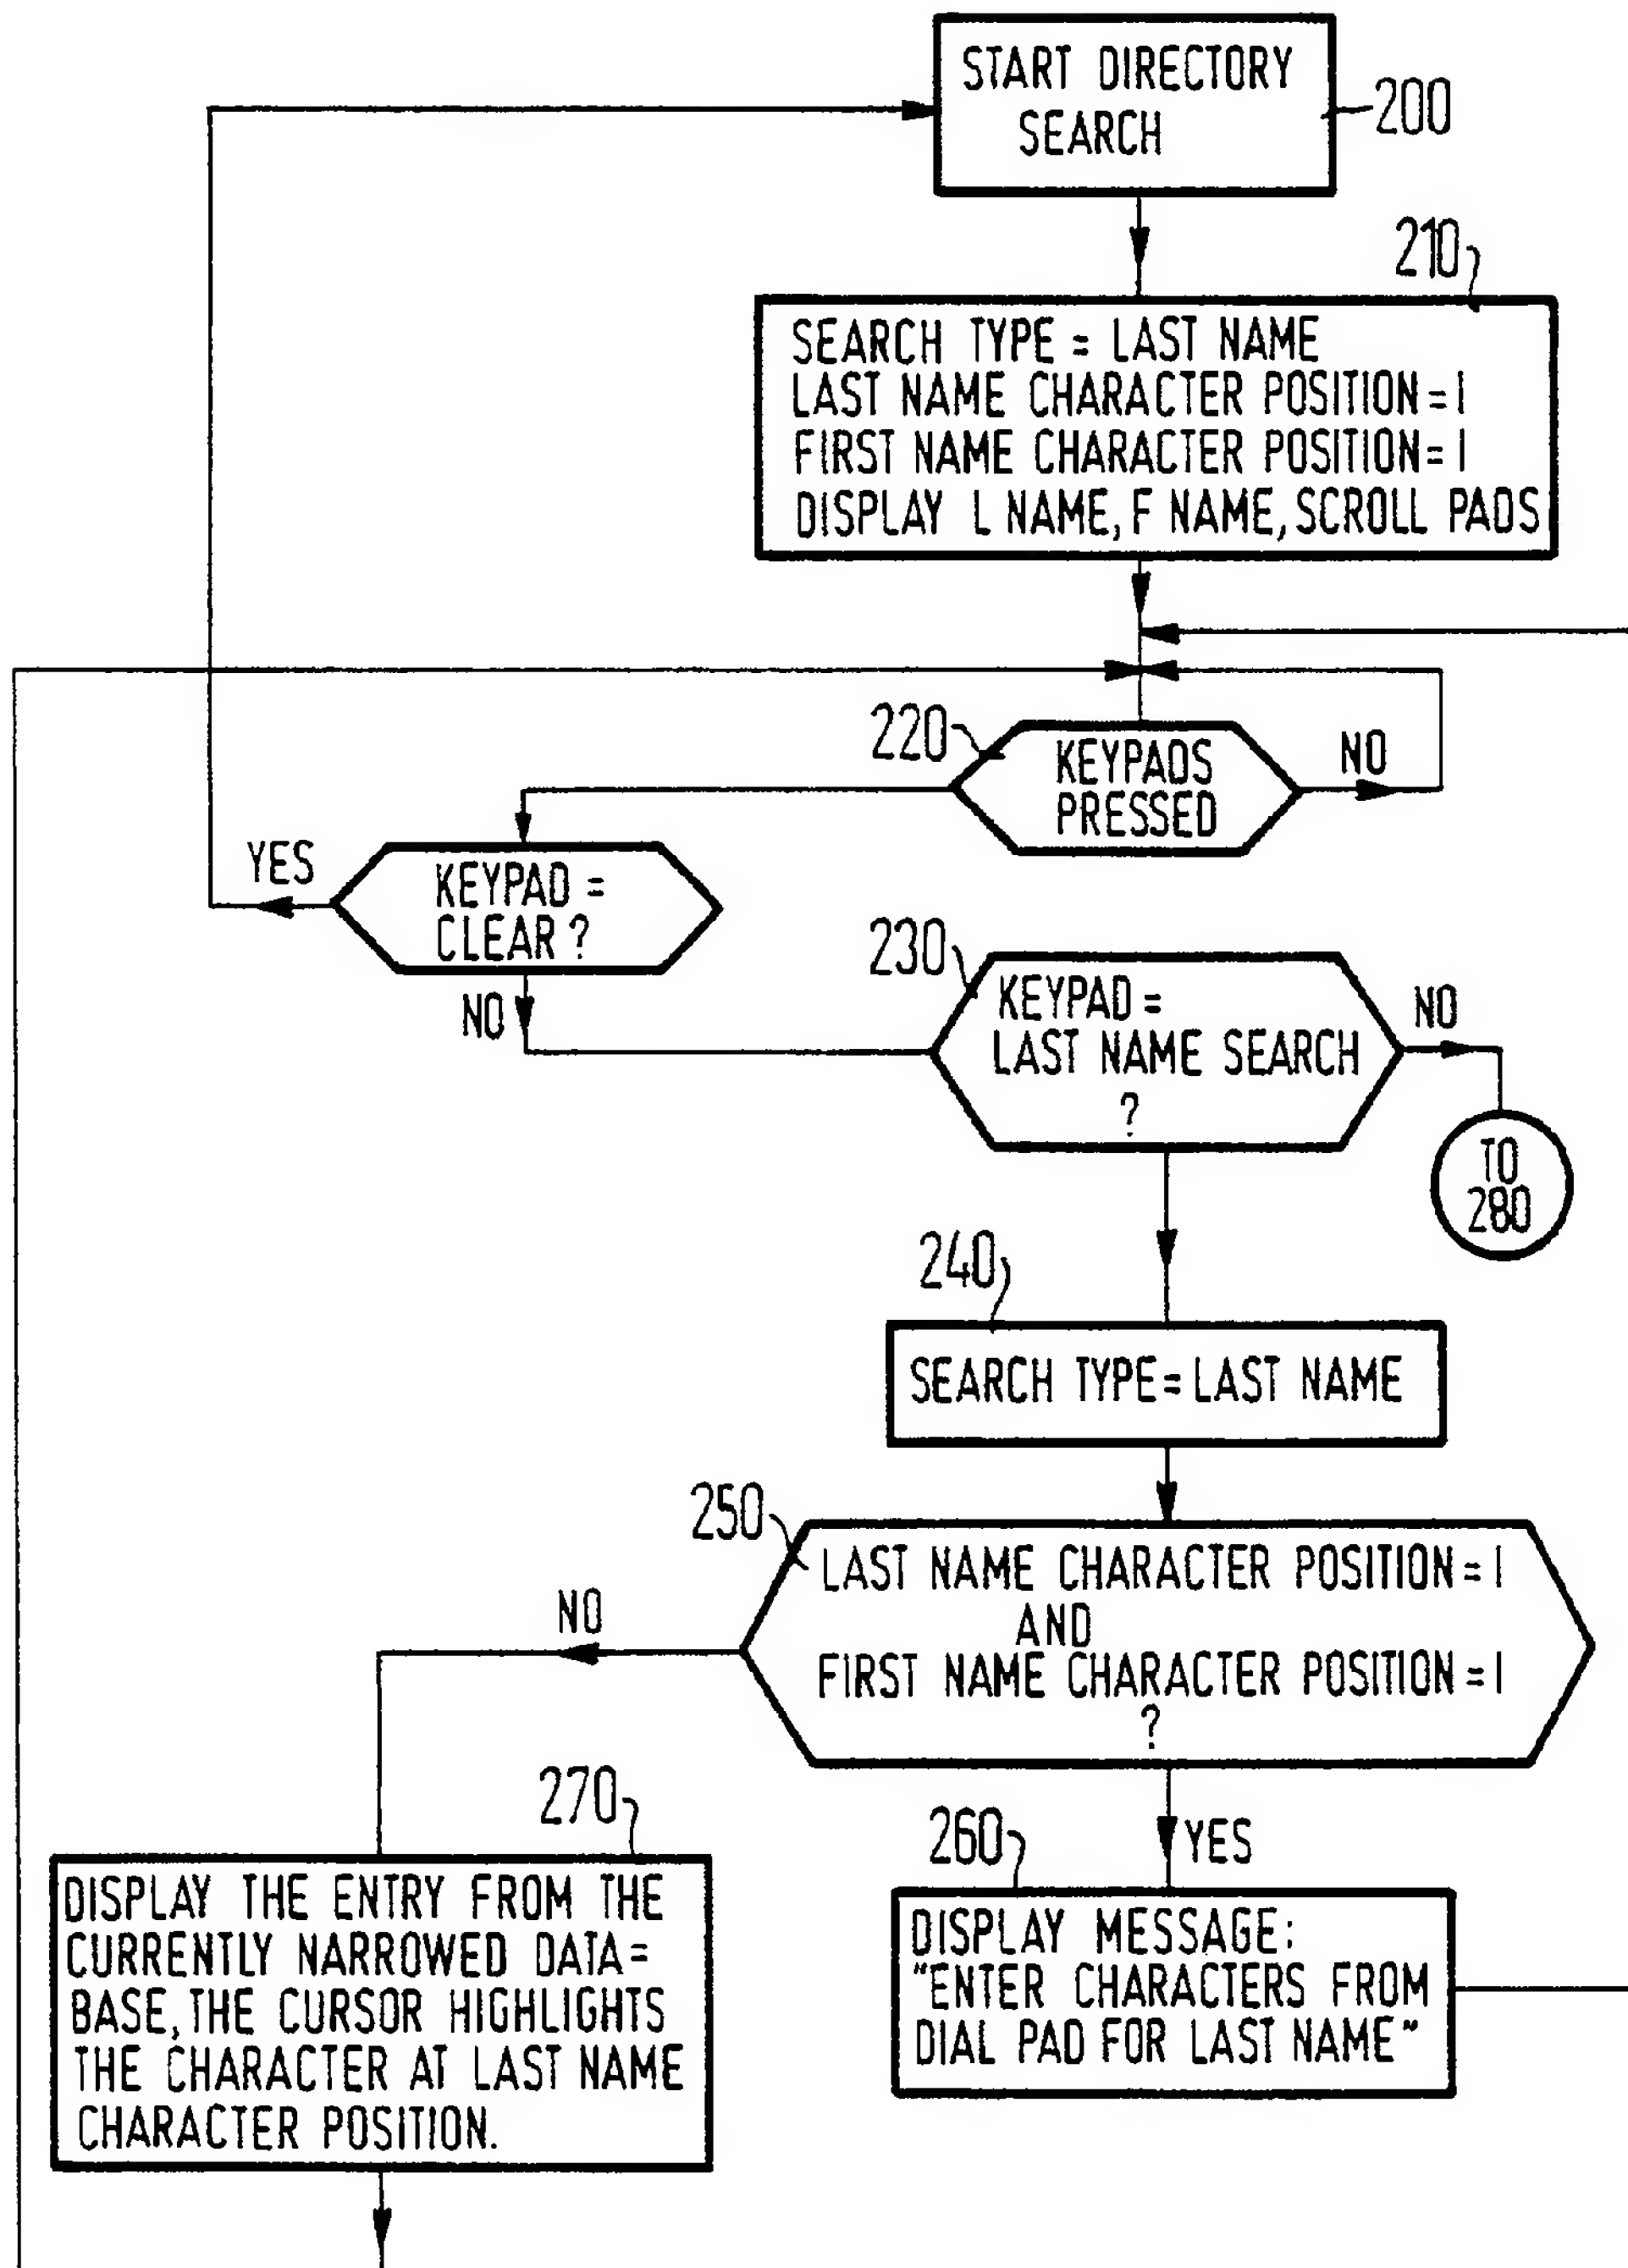 START DIRECTORY
SEARCH
200
210
SEARCH TYPE = LAST NAME
LAST NAME CHARACTER POSITION = 1
FIRST NAME CHARACTER POSITION = 1
DISPLAY L NAME, F NAME, SCROLL PADS
220
KEYPADS
PRESSED
NO
YES
KEYPAD =
CLEAR ?
NO
230
KEYPAD =
LAST NAME SEARCH
?
NO
TO
280
240
SEARCH TYPE = LAST NAME
250
LAST NAME CHARACTER POSITION = 1
AND
FIRST NAME CHARACTER POSITION = 1
?
NO
YES
270
DISPLAY THE ENTRY FROM THE
CURRENTLY NARROWED DATA=
BASE, THE CURSOR HIGHLIGHTS
THE CHARACTER AT LAST NAME
CHARACTER POSITION.
260
DISPLAY MESSAGE:
"ENTER CHARACTERS FROM
DIAL PAD FOR LAST NAME"